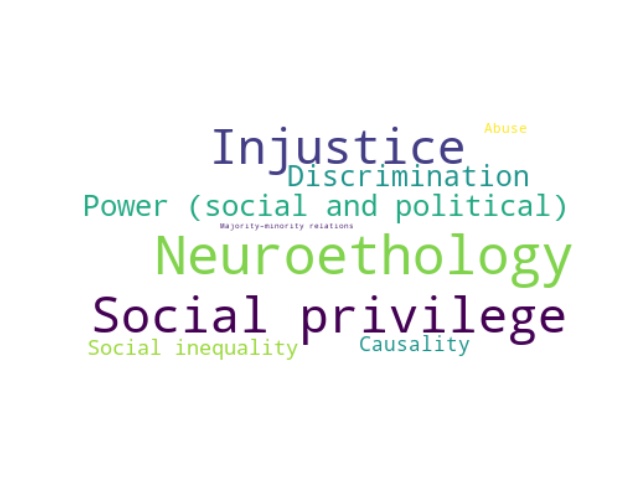 Abuse
Injustice
Discrimination
Power (social and political)
Majority-minority relations
Neuroethology
Social privilege
Causality
Social inequality